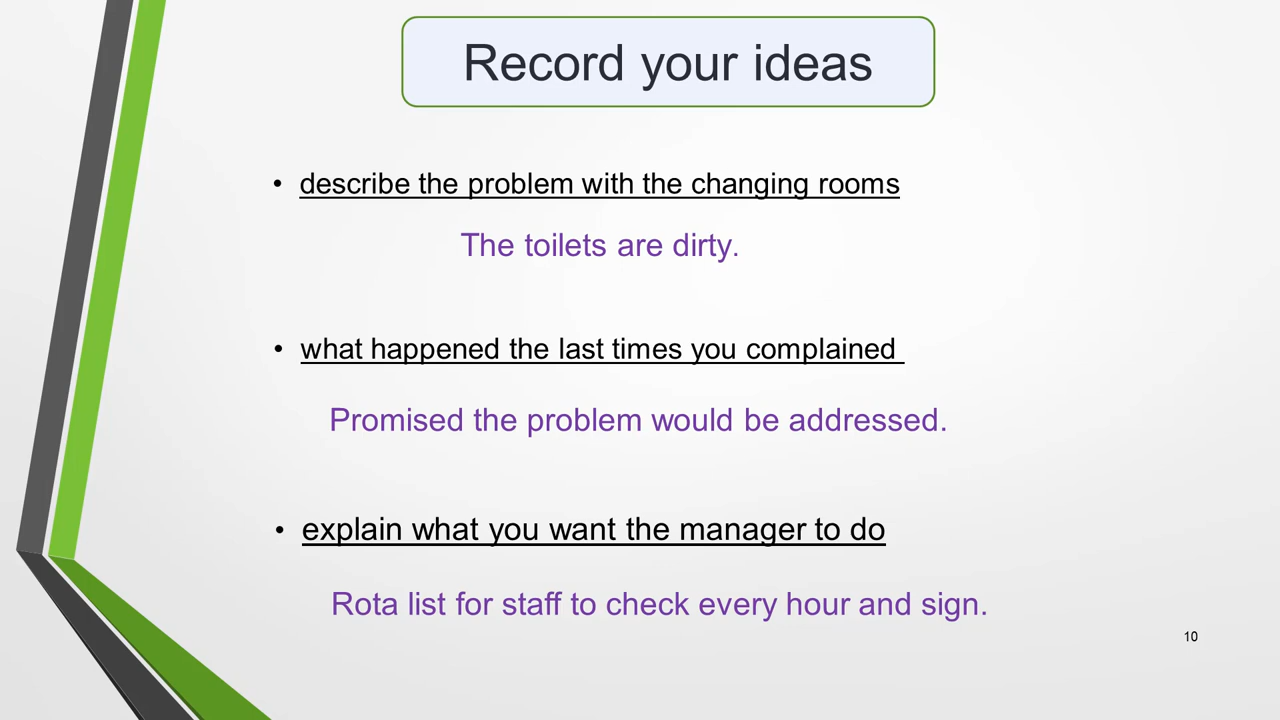 Record your ideas
• describe the problem with the changing rooms
The toilets are dirty.
• what happened the last times you complained
Promised the problem would be addressed.
• explain what you want the manager to do
Rota list for staff to check every hour and sign.
10